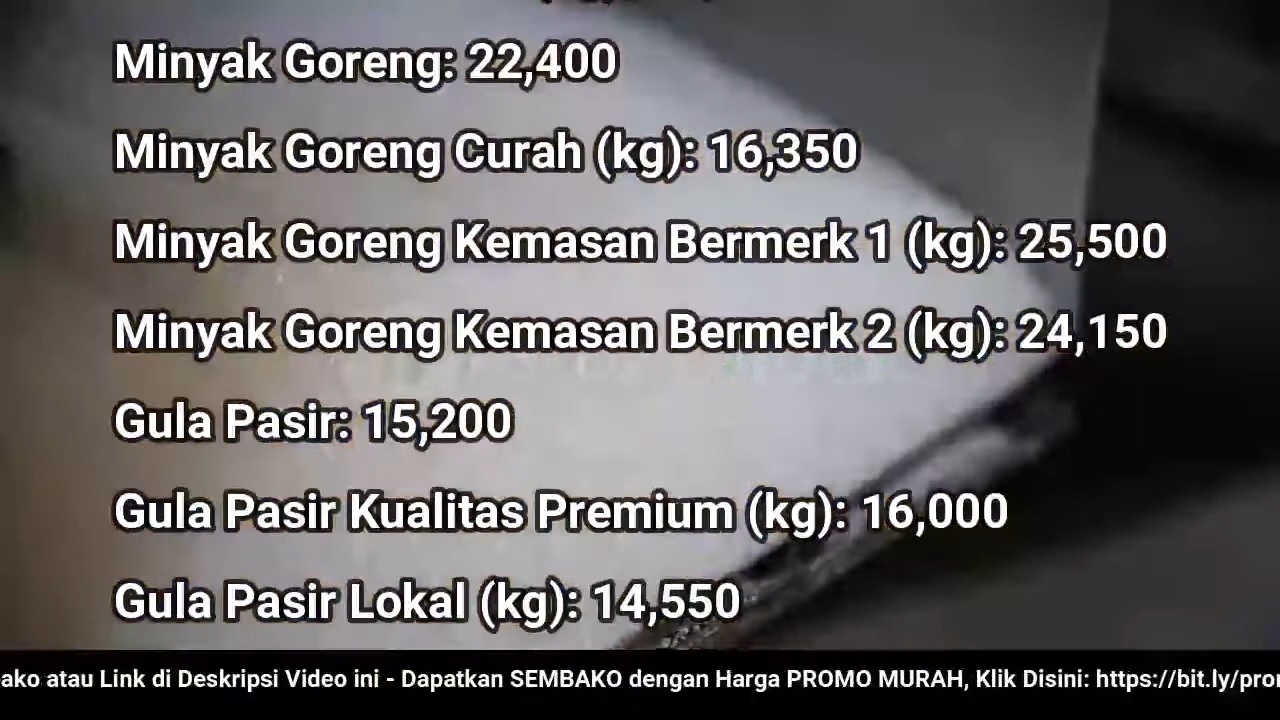 Minyak Goreng: 22,400
Minyak Goreng Curah (kg): 16,350
Minyak Goreng Kemasan Bermerk 1 (kg): 25,500
Minyak Goreng Kemasan Bermerk 2 (kg): 24,150
Gula Pasir: 15,200
Gula Pasir Kualitas Premium (kg): 16,000
Gula Pasir Lokal (kg): 14,550
ako atau Link di Deskripsi Video ini - Dapatkan SEMBAKO dengan Harga PROMO MURAH, Klik Disini: https://bit.ly/pro